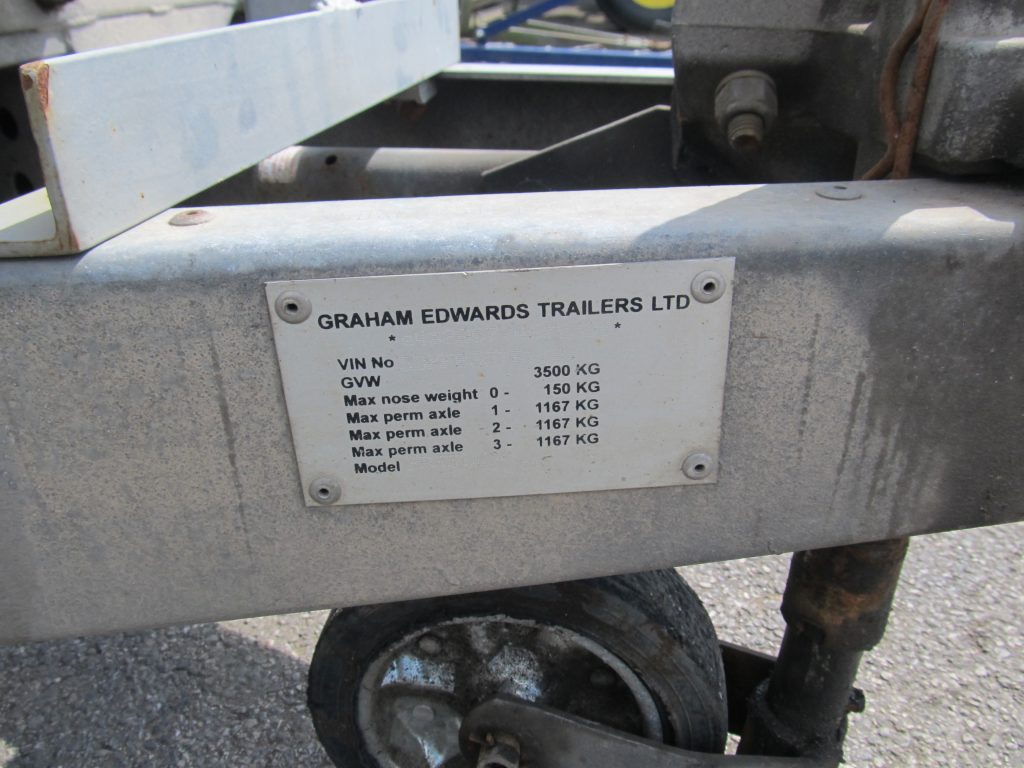 GRAHAM EDWARDS TRAILERS LTD
* *
VIN No
GVW 3500 KG
Max nose weight 0 - 150 KG
Max perm axle 1 - 1167 KG
Max perm axle 2 - 1167 KG
Max perm axle 3 - 1167 KG
Model